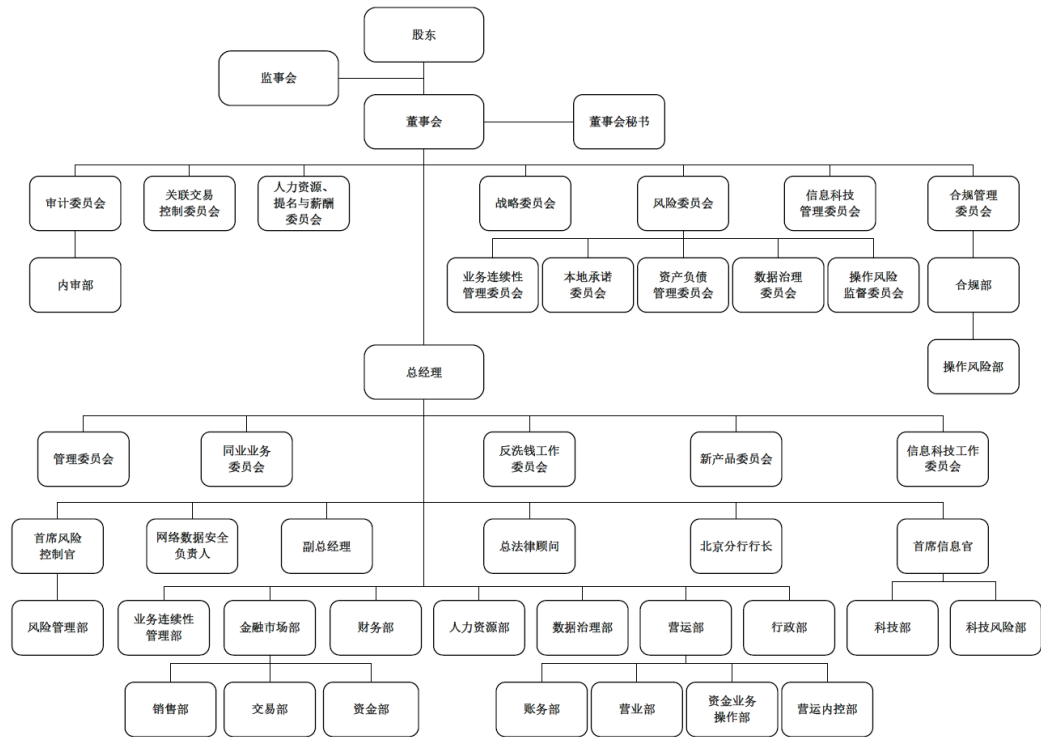 股东
监事会
董事会
董事会秘书
审计委员会
关联交易
控制委员会
人力资源、
提名与薪酬
委员会
战略委员会
风险委员会
信息科技
管理委员会
合规管理
委员会
内审部
业务连续性
管理委员会
本地承诺
委员会
资产负债
管理委员会
数据治理
委员会
操作风险
监督委员会
合规部
总经理
操作风险部
管理委员会
同业业务
委员会
反洗钱工作
委员会
新产品委员会
信息科技工作
委员会
首席风险
控制官
网络数据安全
负责人
副总经理
总法律顾问
北京分行行长
首席信息官
风险管理部
业务连续性
管理部
金融市场部
财务部
人力资源部
数据治理部
营运部
行政部
科技部
科技风险部
销售部
交易部
资金部
账务部
营业部
资金业务
操作部
营运内控部